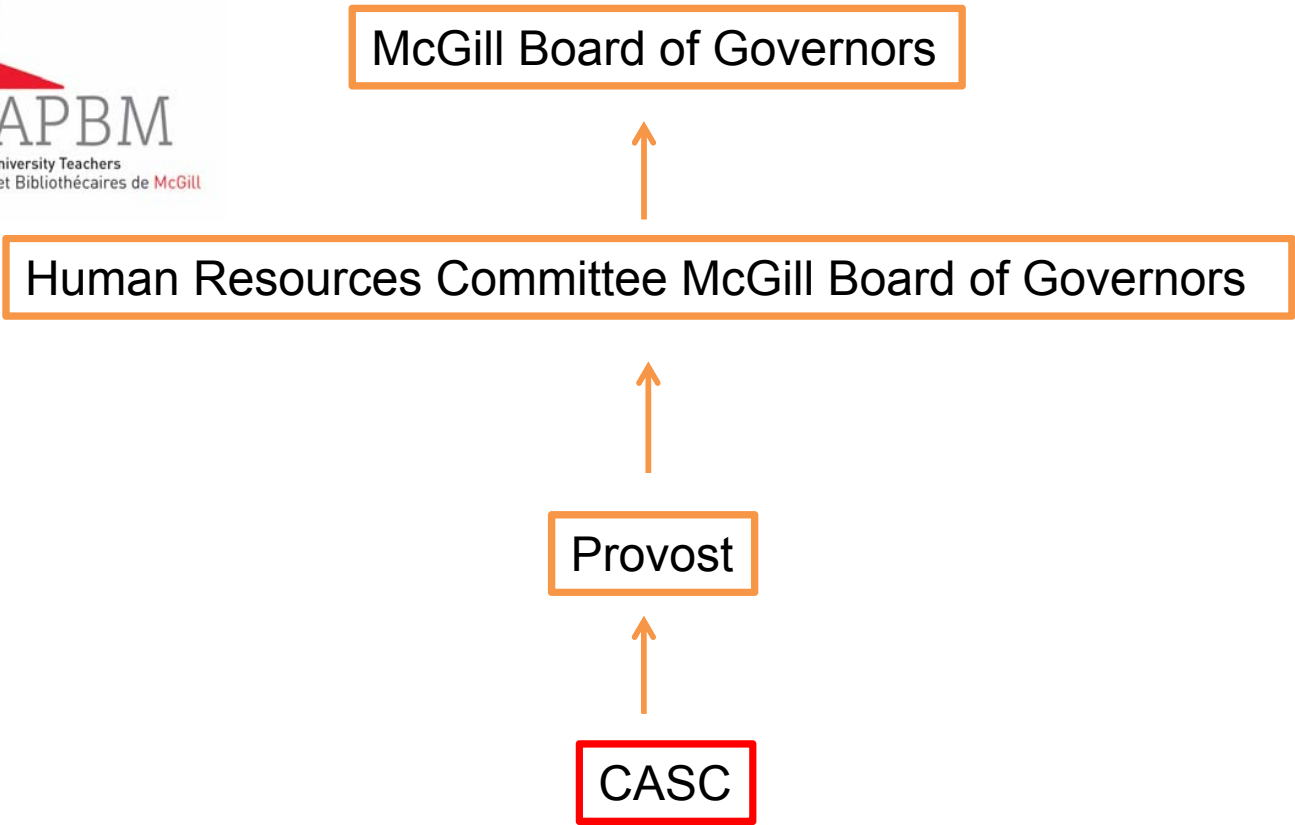 McGill Board of Governors
APBM
University Teachers
et Bibliothécaires de McGill
Human Resources Committee McGill Board of Governors
Provost
CASC